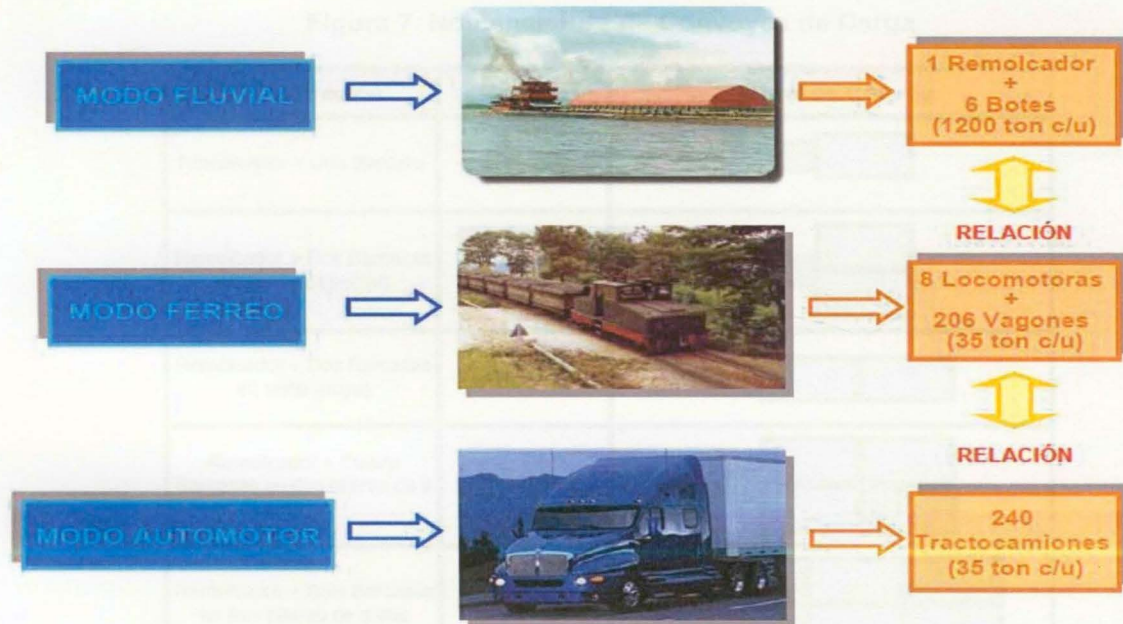 MODO FLUVIAL
1 Remolcador
+
6 Botes
(1200 ton c/u)
RELACIÓN
MODO FERREO
8 Locomotoras
+
206 Vagones
(35 ton c/u)
RELACIÓN
MODO AUTOMOTOR
240
Tractocamiones
(35 ton c/u)